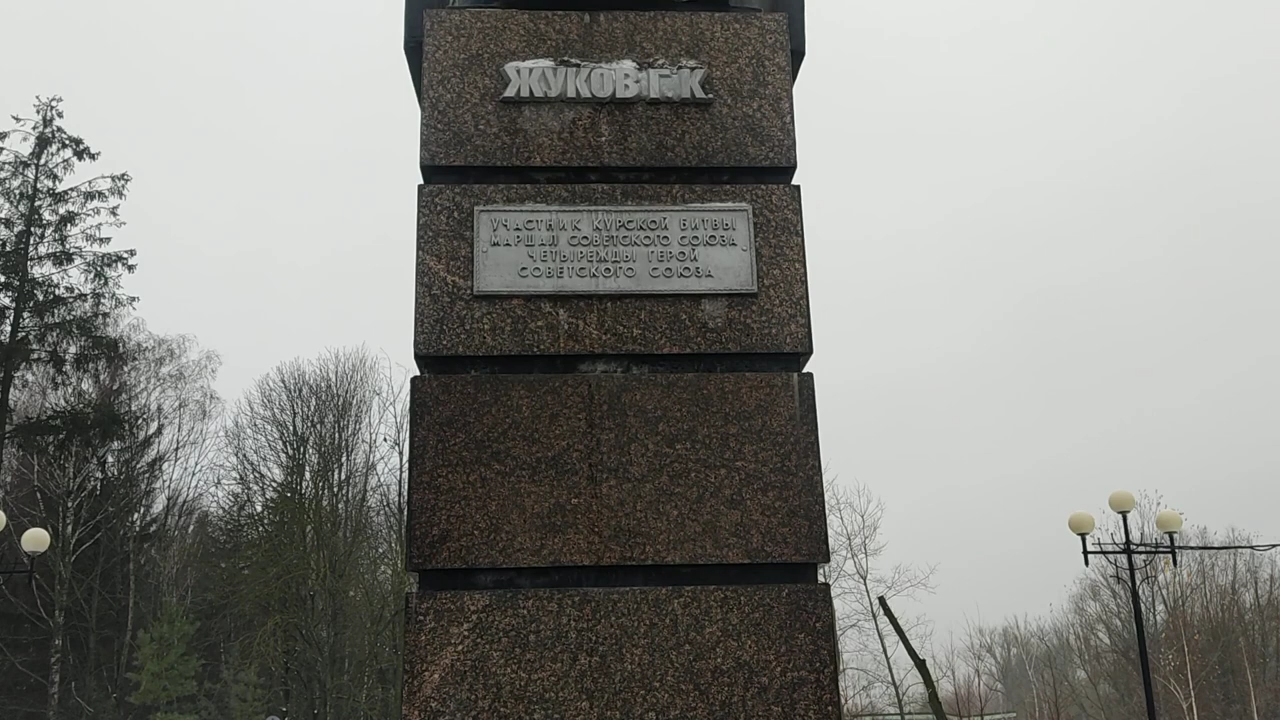 ЖУКОВ Г.К.
УЧАСТНИК КУРСКОЙ БИТВЫ
МАРШАЛ СОВЕТСКОГО СОЮЗА
ЧЕТЫРЕЖДЫ ГЕРОЙ
СОВЕТСКОГО СОЮЗА